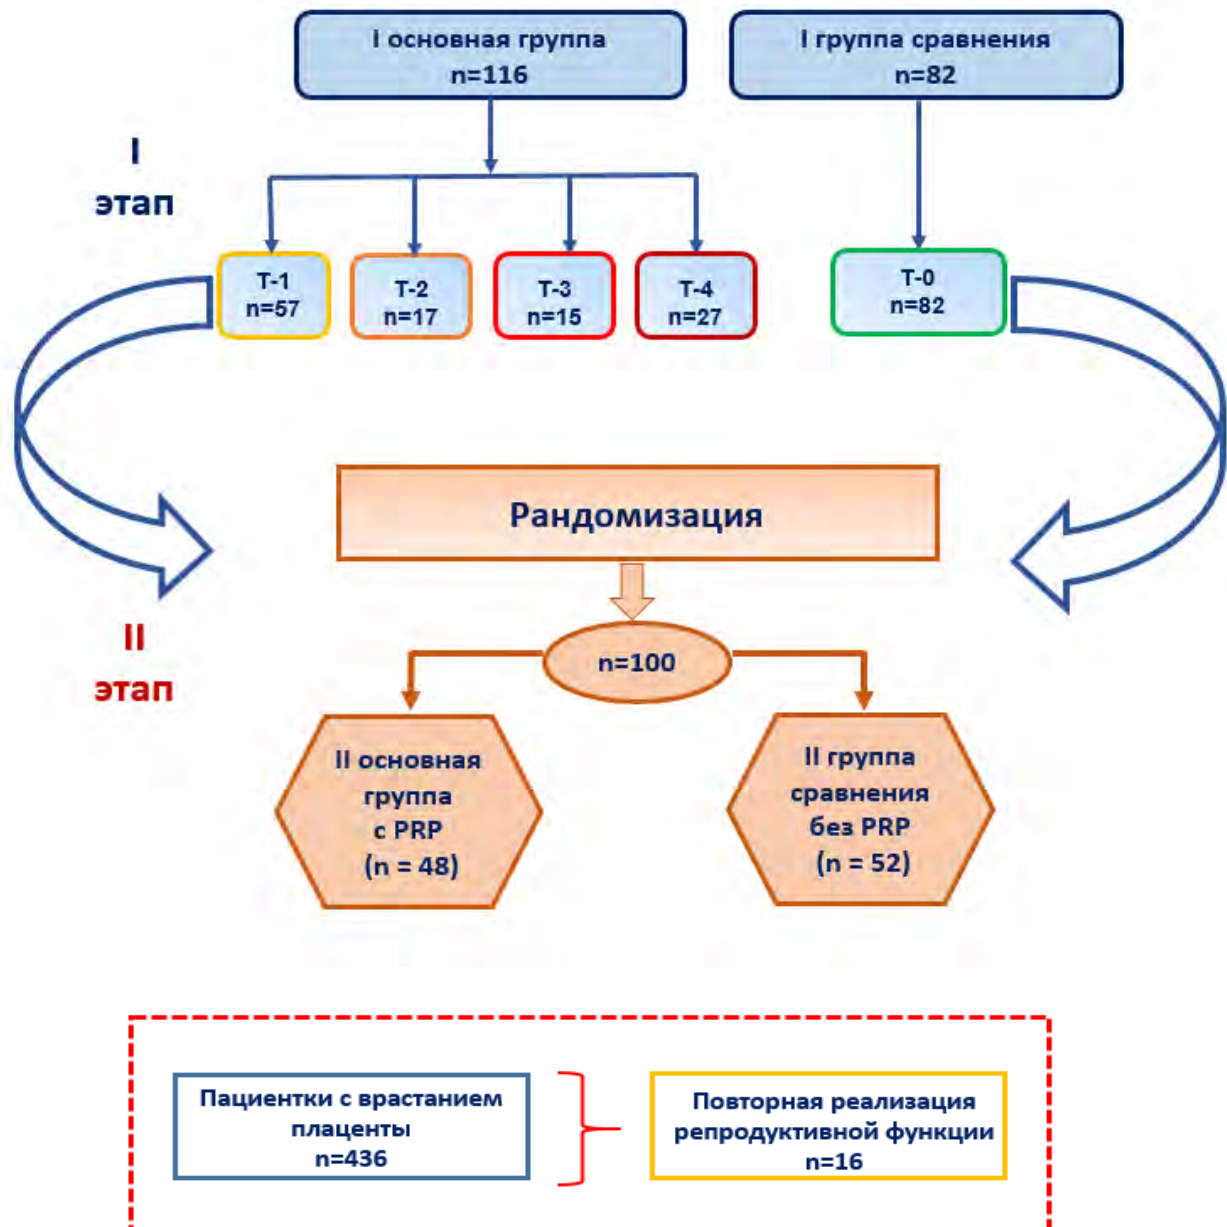 I основная группа
n=116
I группа сравнения
n=82
I
этап
Т-1
n=57
Т-2
n=17
Т-3
n=15
Т-4
n=27
Т-0
n=82
Рандомизация
n=100
II
этап
II основная
группа
с PRP
(n = 48)
II группа
сравнения
без PRP
(n = 52)
Пациентки с врастанием
плаценты
n=436
Повторная реализация
репродуктивной функции
n=16